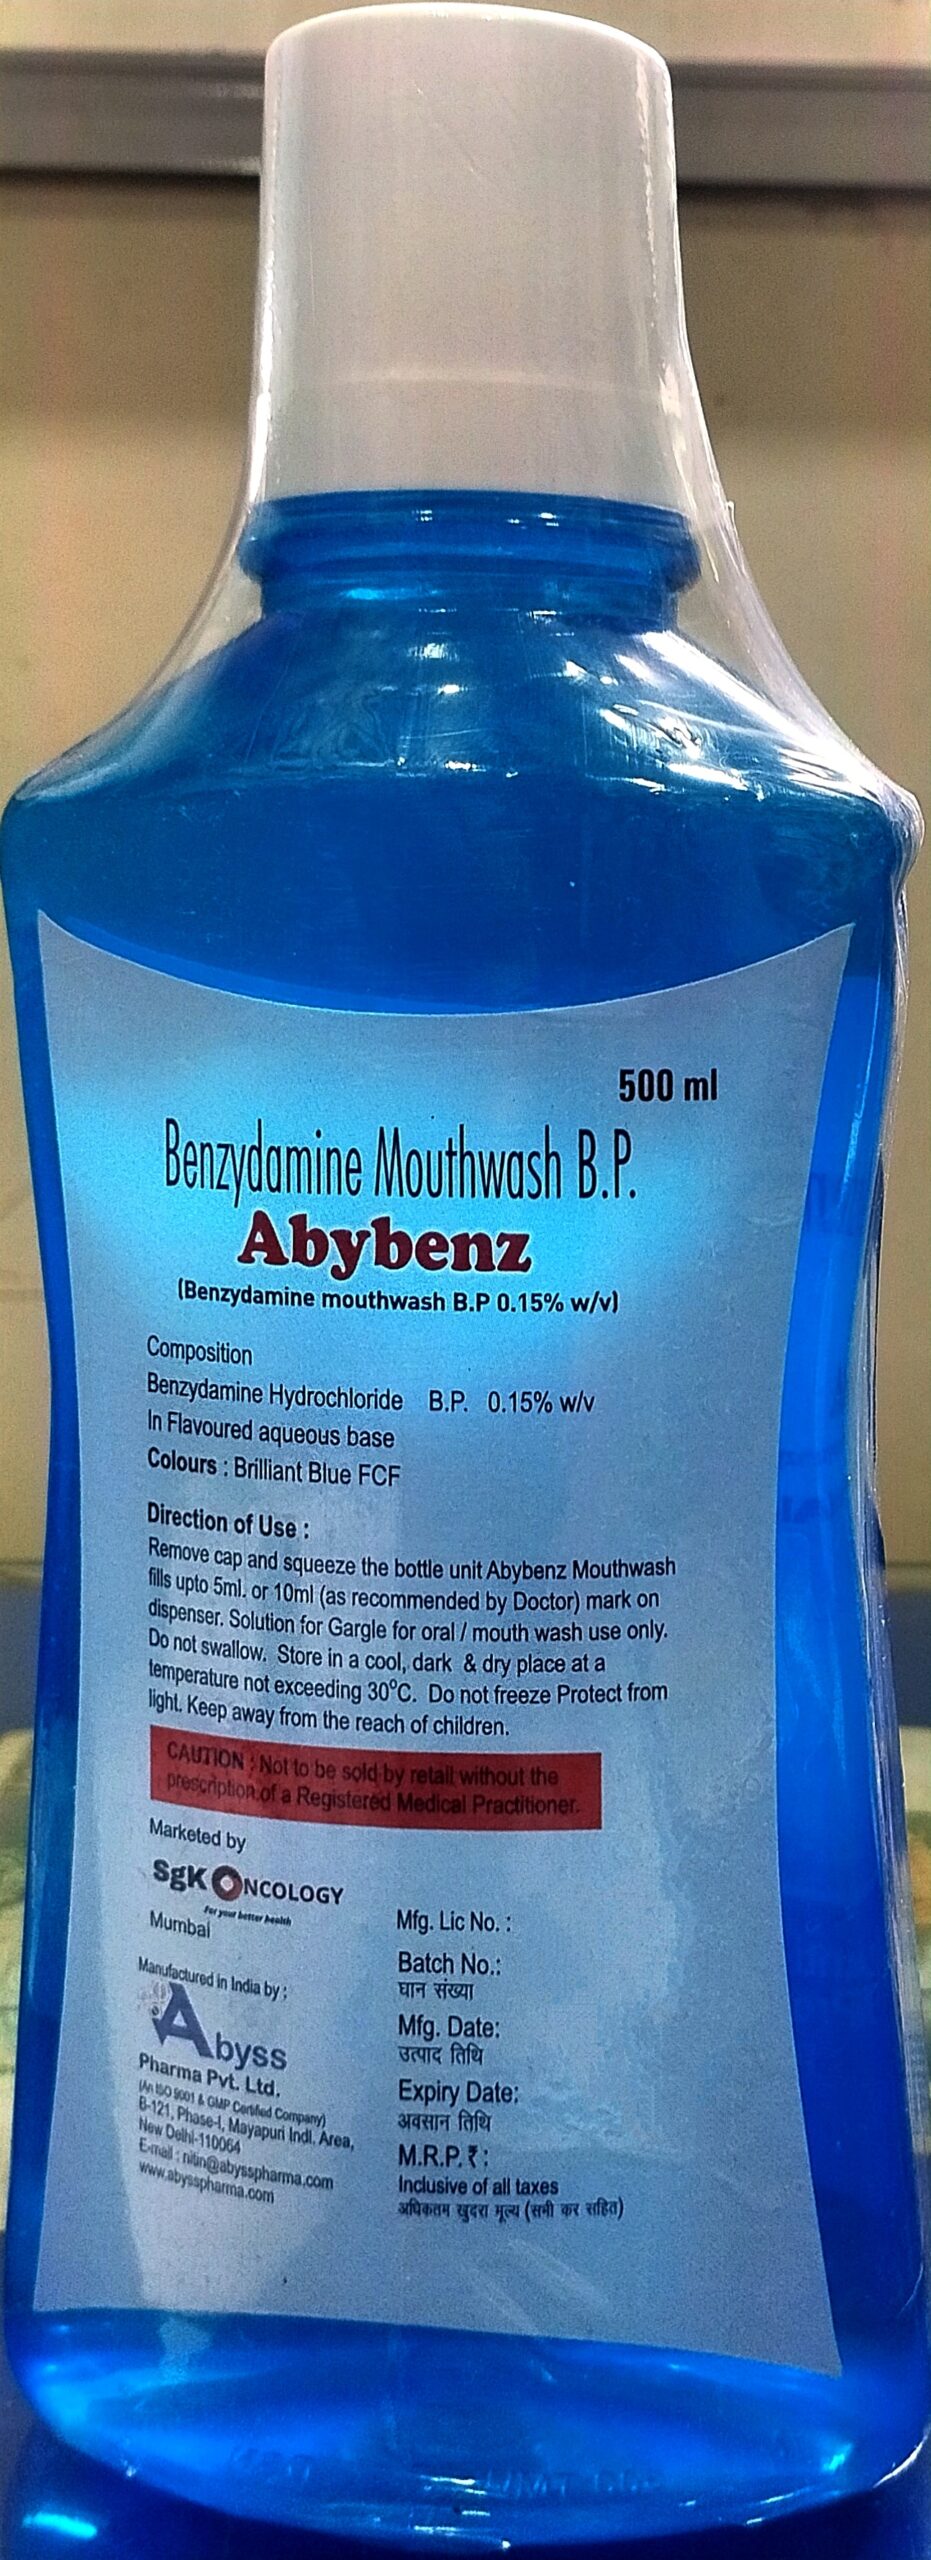 500 ml
Benzydamine Mouthwash B.P.
Abybenz
(Benzydamine mouthwash B.P 0.15% w/v)
Composition
Benzydamine Hydrochloride B.P. 0.15% w/v
In Flavoured aqueous base
Colours : Brilliant Blue FCF
Direction of Use :
Remove cap and squeeze the bottle unit Abybenz Mouthwash
fills upto 5ml. or 10ml (as recommended by Doctor) mark on
dispenser. Solution for Gargle for oral / mouth wash use only.
Do not swallow. Store in a cool, dark & dry place at a
temperature not exceeding 30°C. Do not freeze Protect from
light. Keep away from the reach of children.
CAUTION : Not to be sold by retail without the
prescription of a Registered Medical Practitioner.
Marketed by
SgK ONCOLOGY
For your better health
Mumbai
Manufactured in India by :
Abyss
Pharma Pvt. Ltd.
(An ISO 9001 & GMP Certified Company)
B-121, Phase-I, Mayapuri Indl. Area,
New Delhi-110064
E-mail : nitin@abysspharma.com
www.abysspharma.com
Mfg. Lic No. :
Batch No.:
घान संख्या
Mfg. Date:
उत्पाद तिथि
Expiry Date:
अवसान तिथि
M.R.P. ₹ :
Inclusive of all taxes
अधिकतम खुदरा मूल्य (सभी कर सहित)